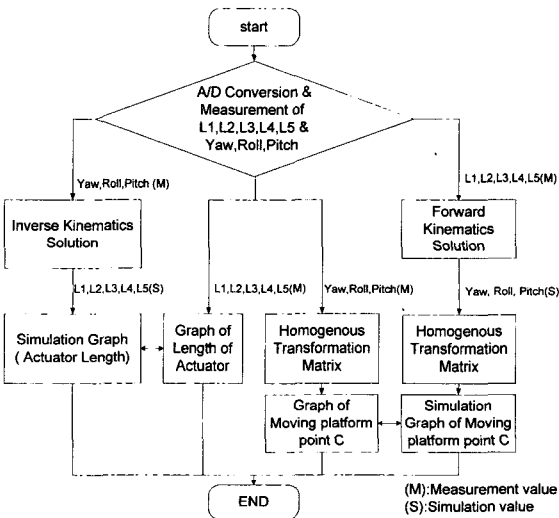 start
A/D Conversion &
Measurement of
L1,L2,L3,L4,L5 &
Yaw,Roll,Pitch
Yaw,Roll,Pitch (M)
L1,L2,L3,L4,L5(M)
Inverse Kinematics
Solution
Forward
Kinematics
Solution
L1,L2,L3,L4,L5(S)
L1,L2,L3,L4,L5(M)
Yaw,Roll,Pitch(M)
Yaw, Roll, Pitch(S)
Simulation Graph
( Actuator Length)
Graph of
Length of
Actuator
Homogenous
Transformation
Matrix
Homogenous
Transformation
Matrix
Graph of
Moving platform
point C
Simulation
Graph of Moving
platform point C
END
(M):Measurement value
(S):Simulation value